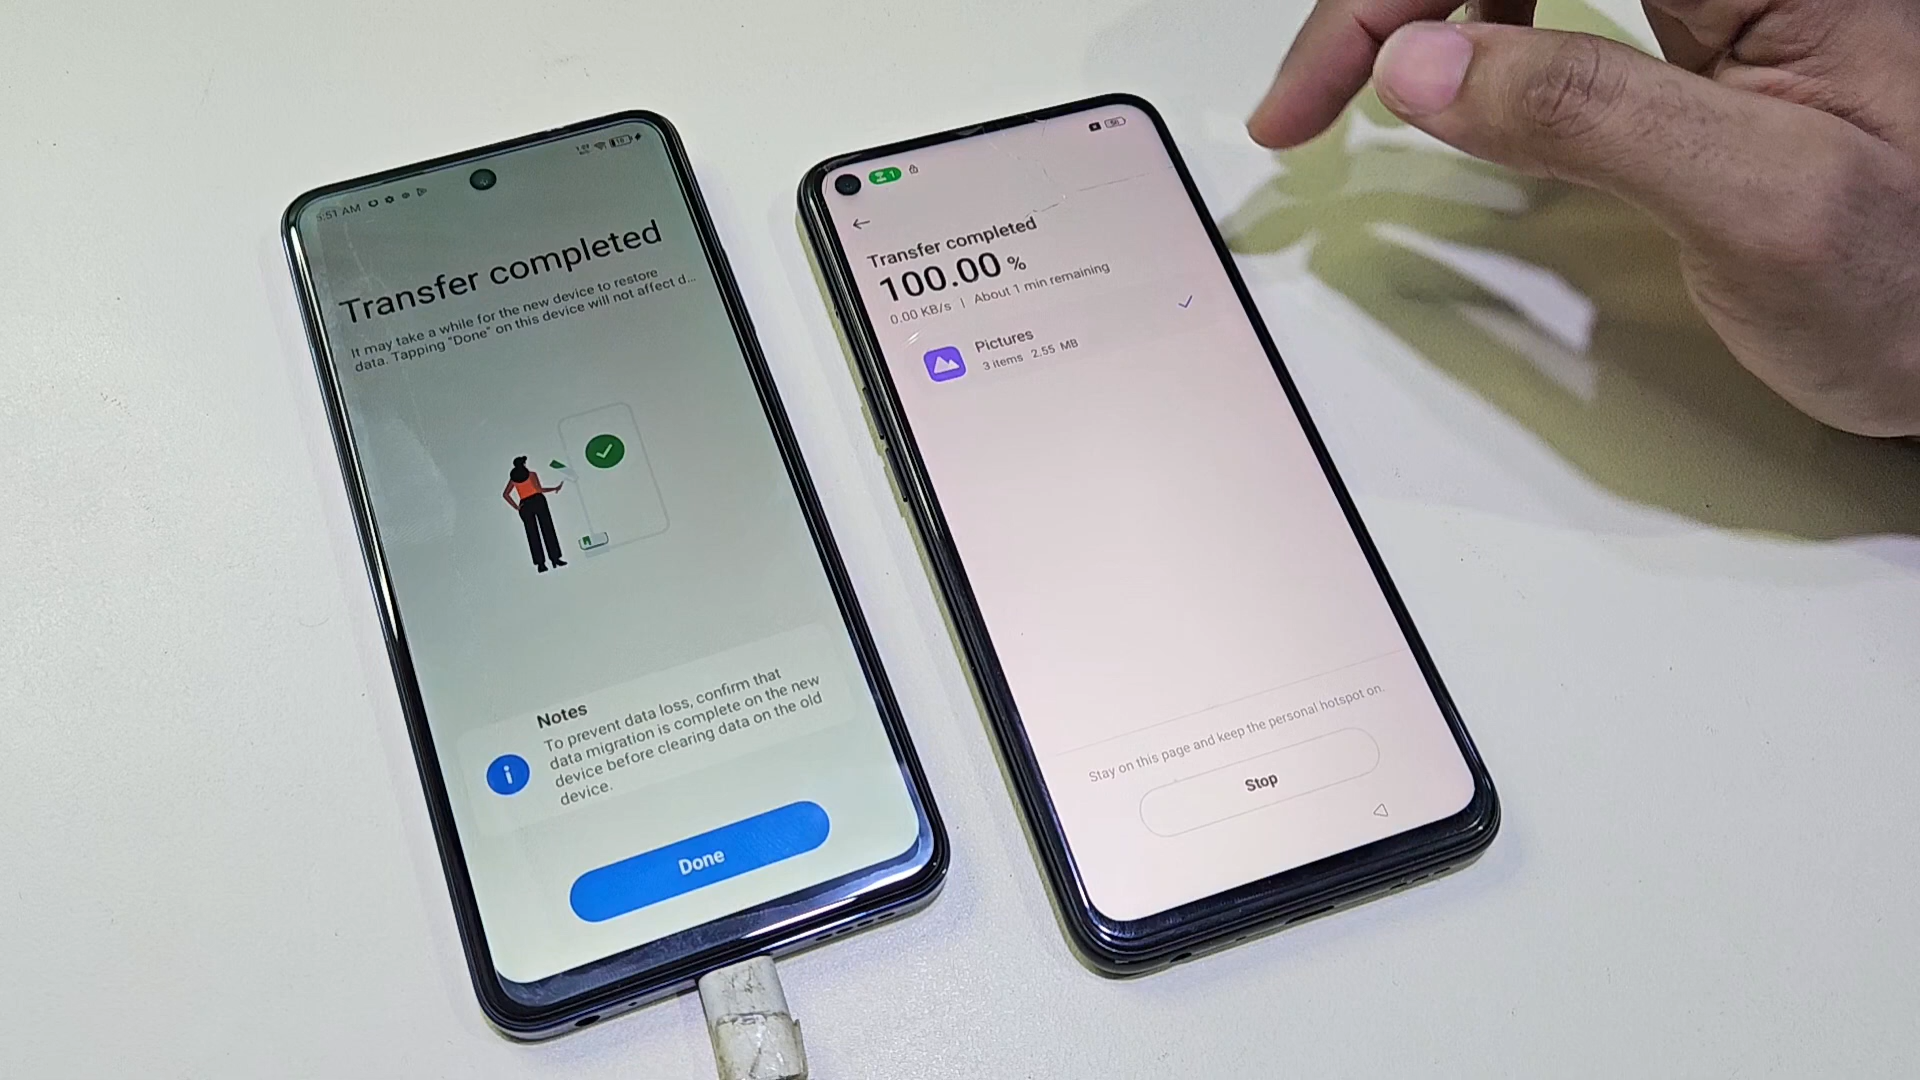 :51 AM
Transfer completed
It may take a while for the new device to restore
data. Tapping "Done" on this device will not affect d...
Notes
To prevent data loss, confirm that
data migration is complete on the new
device before clearing data on the old
device.
Done
1
Transfer completed
100.00 %
0.00 KB/s | About 1 min remaining
Pictures
3 items 2.55 MB
Stay on this page and keep the personal hotspot on.
Stop